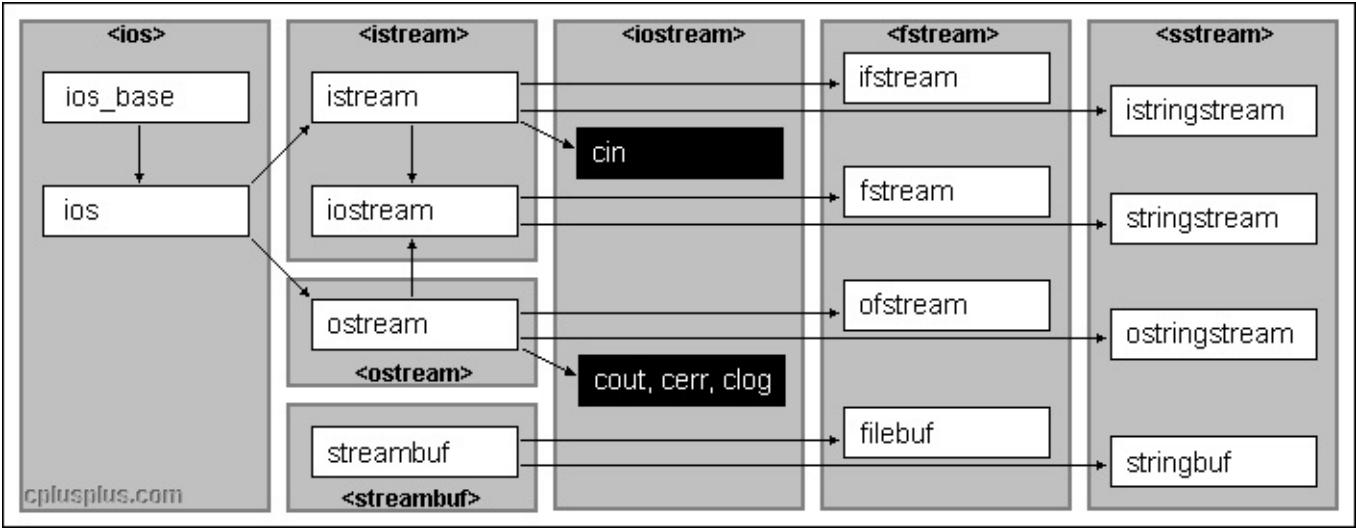 <ios>
ios_base
ios
<istream>
istream
iostream
ostream
<ostream>
streambuf
<streambuf>
<iostream>
cin
cout, cerr, clog
<fstream>
ifstream
fstream
ofstream
filebuf
<sstream>
istringstream
stringstream
ostringstream
stringbuf
cplusplus.com